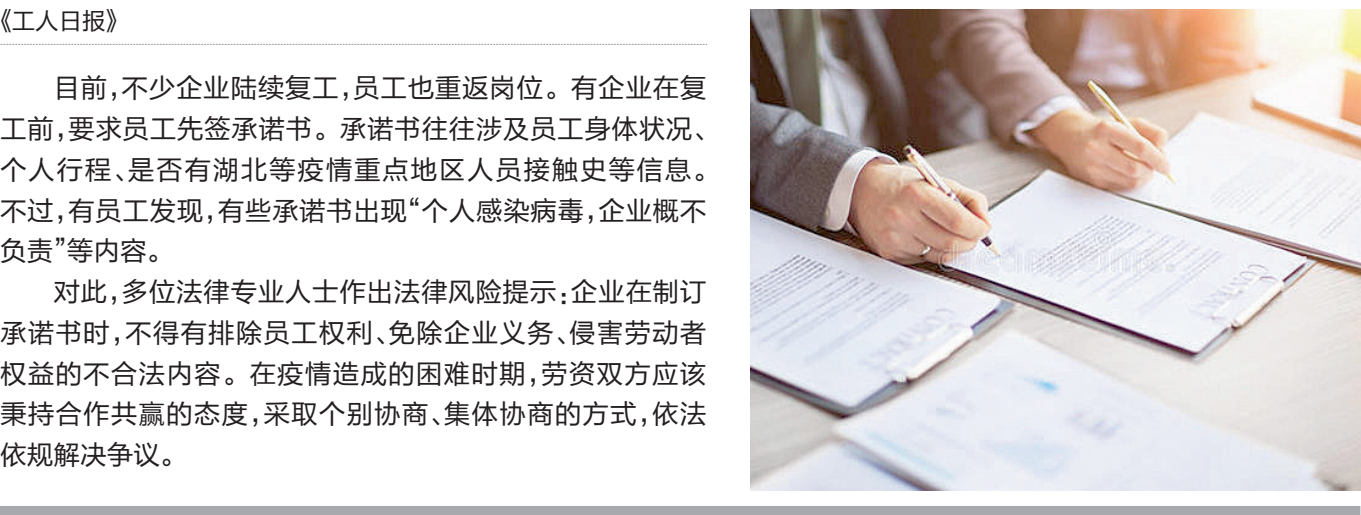 《工人日报》
目前,不少企业陆续复工,员工也重返岗位。有企业在复
工前,要求员工先签承诺书。承诺书往往涉及员工身体状况、
个人行程、是否有湖北等疫情重点地区人员接触史等信息。
不过,有员工发现,有些承诺书出现“个人感染病毒,企业概不
负责”等内容。
对此,多位法律专业人士作出法律风险提示:企业在制订
承诺书时,不得有排除员工权利、免除企业义务、侵害劳动者
权益的不合法内容。在疫情造成的困难时期,劳资双方应该
秉持合作共赢的态度,采取个别协商、集体协商的方式,依法
依规解决争议。
CONTRACT
CONTRACT